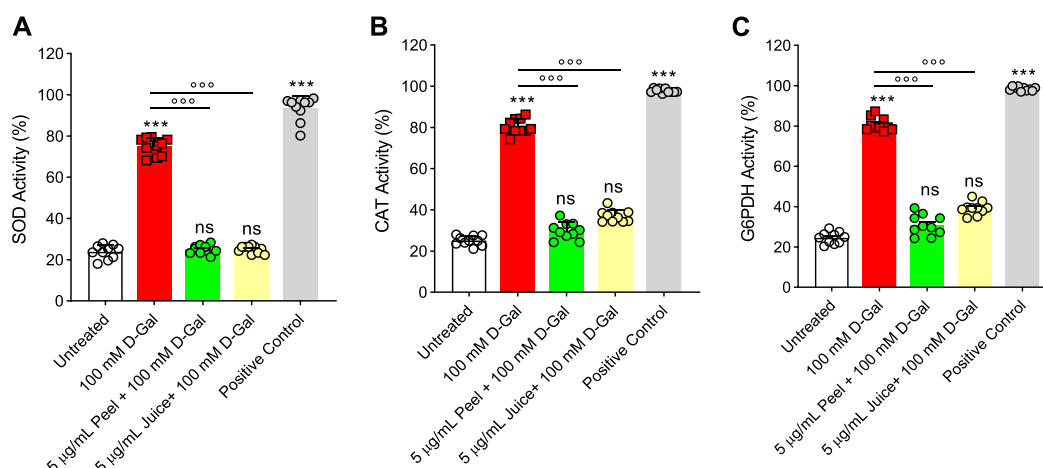 A
SOD Activity (%)
120
100
80
60
40
20
0
°°°
°°°
***
***
ns
ns
Untreated
100 mM D-Gal
5 µg/mL Peel + 100 mM D-Gal
5 µg/mL Juice+ 100 mM D-Gal
Positive Control
B
CAT Activity (%)
120
100
80
60
40
20
0
°°°
°°°
***
***
ns
ns
Untreated
100 mM D-Gal
5 µg/mL Peel + 100 mM D-Gal
5 µg/mL Juice+ 100 mM D-Gal
Positive Control
C
G6PDH Activity (%)
120
100
80
60
40
20
0
°°°
°°°
***
***
ns
ns
Untreated
100 mM D-Gal
5 µg/mL Peel + 100 mM D-Gal
5 µg/mL Juice+ 100 mM D-Gal
Positive Control